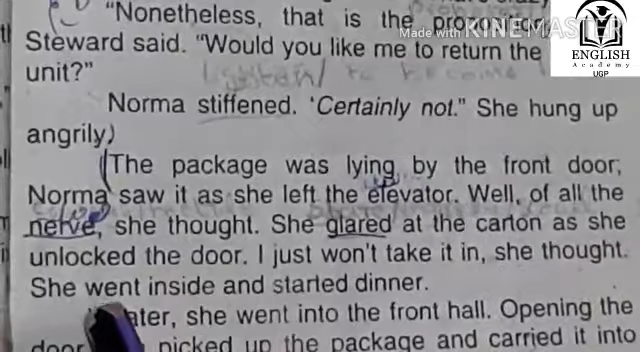 "Nonetheless, that is the proposition,
Steward said. "Would you like me to return the
unit?"
Norma stiffened. 'Certainly not." She hung up
angrily)
(The package was lying by the front door;
Norma saw it as she left the elevator. Well, of all the
nerve, she thought. She glared at the carton as she
unlocked the door. I just won't take it in, she thought.
She went inside and started dinner.
ater, she went into the front hall. Opening the
door picked up the package and carried it into
Made with KINEMASTER
ENGLISH
Academy
UGP